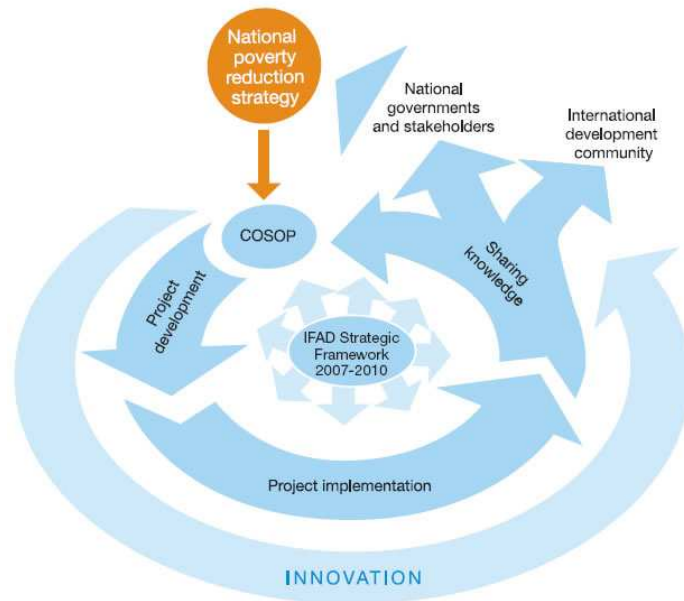 National
poverty
reduction
strategy
National
governments
and stakeholders
International
development
community
COSOP
Project
development
Sharing
knowledge
IFAD Strategic
Framework
2007-2010
Project implementation
INNOVATION